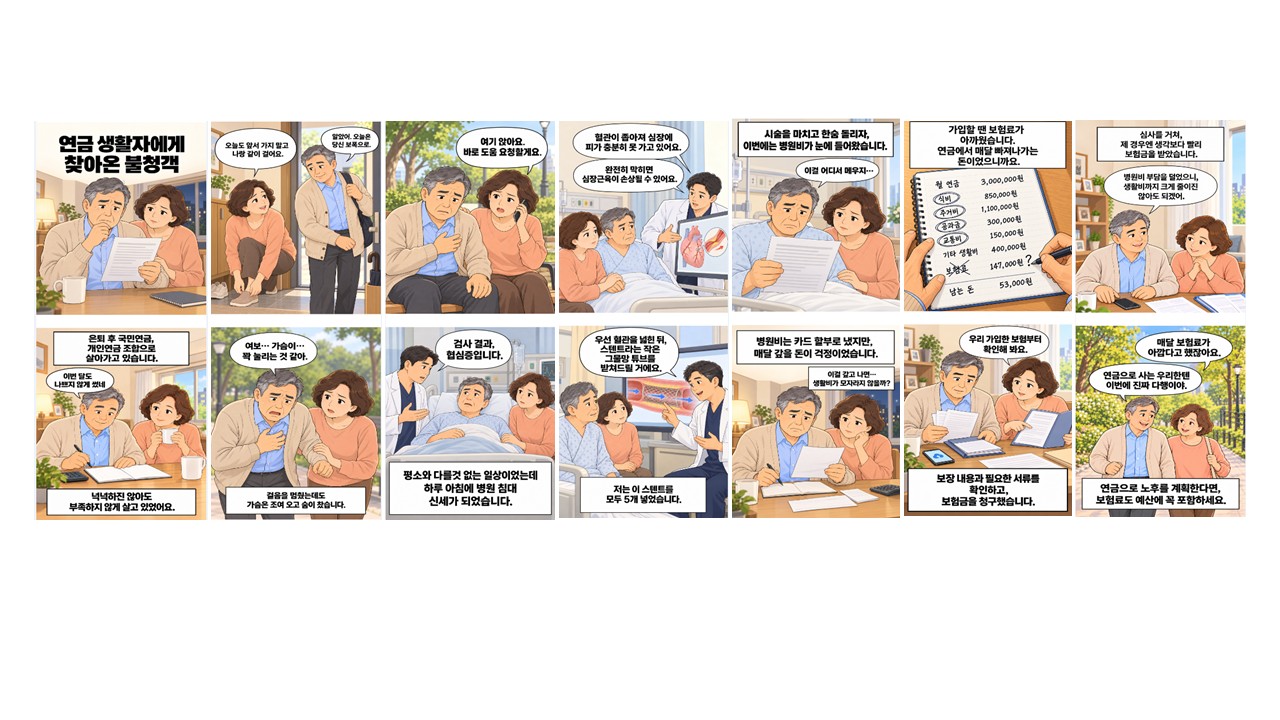 연금 생활자에게
찾아온 불청객
은퇴 후 국민연금,
개인연금 조합으로
살아가고 있습니다.
이번 달도
나쁘지 않게 썼네
넉넉하진 않아도
부족하지 않게 살고 있었어요.
오늘도 앞서 가지 말고
나랑 같이 걸어요.
알았어. 오늘은
당신 보폭으로.
여보… 가슴이…
꽉 눌리는 것 같아.
걸음을 멈췄는데도
가슴은 조여 오고 숨이 찼습니다.
여기 앉아요.
바로 도움 요청할게요.
검사 결과,
협심증입니다.
평소와 다를것 없는 일상이었는데
하루 아침에 병원 침대
신세가 되었습니다.
혈관이 좁아져 심장에
피가 충분히 못 가고 있어요.
완전히 막히면
심장근육이 손상될 수 있어요.
우선 혈관을 넓힌 뒤,
스텐트라는 작은
그물망 튜브를
받쳐드릴 거예요.
저는 이 스텐트를
모두 5개 넣었습니다.
시술을 마치고 한숨 돌리자,
이번에는 병원비가 눈에 들어왔습니다.
이걸 어디서 메우지…
병원비는 카드 할부로 냈지만,
매달 갚을 돈이 걱정이었습니다.
이걸 갚고 나면…
생활비가 모자라지 않을까?
가입할 땐 보험료가
아까웠습니다.
연금에서 매달 빠져나가는
돈이었으니까요.
월 연금 3,000,000원
식비 850,000원
주거비 1,100,000원
공과금 300,000원
교통비 150,000원
기타 생활비 400,000원
보험료 147,000원 ?
남는 돈 53,000원
우리 가입한 보험부터
확인해 봐요.
보장 내용과 필요한 서류를
확인하고,
보험금을 청구했습니다.
심사를 거쳐,
제 경우엔 생각보다 빨리
보험금을 받았습니다.
병원비 부담을 덜었으니,
생활비까지 크게 줄이진
않아도 되겠어.
매달 보험료가
아깝다고 했잖아요.
연금으로 사는 우리한텐
이번에 진짜 다행이야.
연금으로 노후를 계획한다면,
보험료도 예산에 꼭 포함하세요.